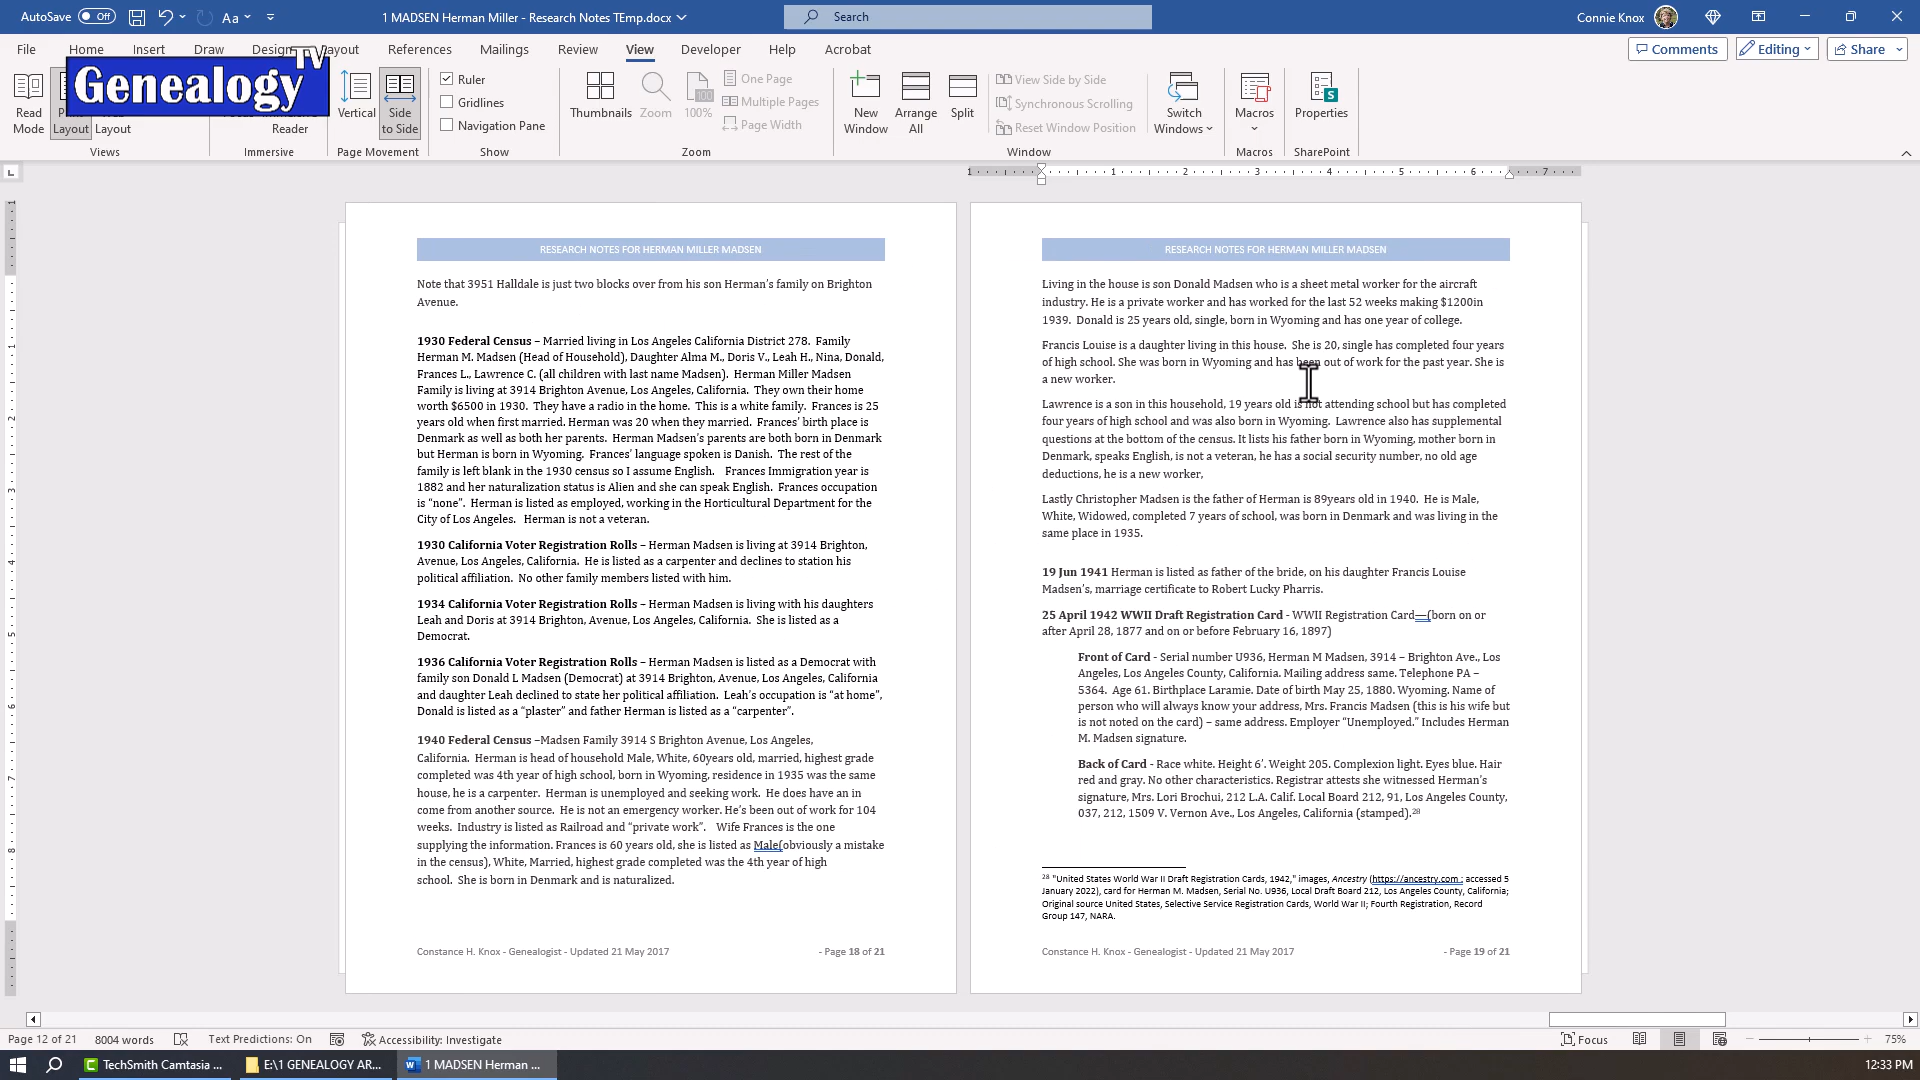 AutoSave Off Aa 1 MADSEN Herman Miller - Research Notes TEmp.docx Search Connie Knox
File Home Insert Draw Design Layout References Mailings Review View Developer Help Acrobat Comments Editing Share
Genealogy TV
Read Mode
Layout
Layout
Reader
Vertical
Side to Side
Ruler
Gridlines
Navigation Pane
Thumbnails
Zoom
100%
One Page
Multiple Pages
Page Width
New Window
Arrange All
Split
View Side by Side
Synchronous Scrolling
Reset Window Position
Switch Windows
Macros
Properties
Views Immersive Page Movement Show Zoom Window Macros SharePoint
RESEARCH NOTES FOR HERMAN MILLER MADSEN
Note that 3951 Halldale is just two blocks over from his son Herman's family on Brighton
Avenue.
1930 Federal Census – Married living in Los Angeles California District 278. Family
Herman M. Madsen (Head of Household), Daughter Alma M., Doris V., Leah H., Nina, Donald,
Frances L., Lawrence C. (all children with last name Madsen). Herman Miller Madsen
Family is living at 3914 Brighton Avenue, Los Angeles, California. They own their home
worth $6500 in 1930. They have a radio in the home. This is a white family. Frances is 25
years old when first married. Herman was 20 when they married. Frances' birth place is
Denmark as well as both her parents. Herman Madsen's parents are both born in Denmark
but Herman is born in Wyoming. Frances' language spoken is Danish. The rest of the
family is left blank in the 1930 census so I assume English. Frances Immigration year is
1882 and her naturalization status is Alien and she can speak English. Frances occupation
is “none”. Herman is listed as employed, working in the Horticultural Department for the
City of Los Angeles. Herman is not a veteran.
1930 California Voter Registration Rolls – Herman Madsen is living at 3914 Brighton,
Avenue, Los Angeles, California. He is listed as a carpenter and declines to station his
political affiliation. No other family members listed with him.
1934 California Voter Registration Rolls – Herman Madsen is living with his daughters
Leah and Doris at 3914 Brighton, Avenue, Los Angeles, California. She is listed as a
Democrat.
1936 California Voter Registration Rolls – Herman Madsen is listed as a Democrat with
family son Donald L Madsen (Democrat) at 3914 Brighton, Avenue, Los Angeles, California
and daughter Leah declined to state her political affiliation. Leah's occupation is “at home”,
Donald is listed as a “plaster” and father Herman is listed as a “carpenter”.
1940 Federal Census –Madsen Family 3914 S Brighton Avenue, Los Angeles,
California. Herman is head of household Male, White, 60years old, married, highest grade
completed was 4th year of high school, born in Wyoming, residence in 1935 was the same
house, he is a carpenter. Herman is unemployed and seeking work. He does have an in
come from another source. He is not an emergency worker. He's been out of work for 104
weeks. Industry is listed as Railroad and “private work”. Wife Frances is the one
supplying the information. Frances is 60 years old, she is listed as Male(obviously a mistake
in the census), White, Married, highest grade completed was the 4th year of high
school. She is born in Denmark and is naturalized.
Constance H. Knox - Genealogist - Updated 21 May 2017 - Page 18 of 21
RESEARCH NOTES FOR HERMAN MILLER MADSEN
Living in the house is son Donald Madsen who is a sheet metal worker for the aircraft
industry. He is a private worker and has worked for the last 52 weeks making $1200in
1939. Donald is 25 years old, single, born in Wyoming and has one year of college.
Francis Louise is a daughter living in this house. She is 20, single has completed four years
of high school. She was born in Wyoming and has been out of work for the past year. She is
a new worker.
Lawrence is a son in this household, 19 years old is not attending school but has completed
four years of high school and was also born in Wyoming. Lawrence also has supplemental
questions at the bottom of the census. It lists his father born in Wyoming, mother born in
Denmark, speaks English, is not a veteran, he has a social security number, no old age
deductions, he is a new worker,
Lastly Christopher Madsen is the father of Herman is 89years old in 1940. He is Male,
White, Widowed, completed 7 years of school, was born in Denmark and was living in the
same place in 1935.
19 Jun 1941 Herman is listed as father of the bride, on his daughter Francis Louise
Madsen's, marriage certificate to Robert Lucky Pharris.
25 April 1942 WWII Draft Registration Card - WWII Registration Card—(born on or
after April 28, 1877 and on or before February 16, 1897)
Front of Card - Serial number U936, Herman M Madsen, 3914 – Brighton Ave., Los
Angeles, Los Angeles County, California. Mailing address same. Telephone PA –
5364. Age 61. Birthplace Laramie. Date of birth May 25, 1880. Wyoming. Name of
person who will always know your address, Mrs. Francis Madsen (this is his wife but
is not noted on the card) – same address. Employer “Unemployed.” Includes Herman
M. Madsen signature.
Back of Card - Race white. Height 6'. Weight 205. Complexion light. Eyes blue. Hair
red and gray. No other characteristics. Registrar attests she witnessed Herman's
signature, Mrs. Lori Brochui, 212 L.A. Calif. Local Board 212, 91, Los Angeles County,
037, 212, 1509 V. Vernon Ave., Los Angeles, California (stamped).28
28 "United States World War II Draft Registration Cards, 1942," images, Ancestry (https://ancestry.com : accessed 5
January 2022), card for Herman M. Madsen, Serial No. U936, Local Draft Board 212, Los Angeles County, California;
Original source United States, Selective Service Registration Cards, World War II; Fourth Registration, Record
Group 147, NARA.
Constance H. Knox - Genealogist - Updated 21 May 2017 - Page 19 of 21
Page 12 of 21 8004 words Text Predictions: On Accessibility: Investigate Focus 75%
TechSmith Camtasia ... E:\1 GENEALOGY AR... 1 MADSEN Herman ... 12:33 PM